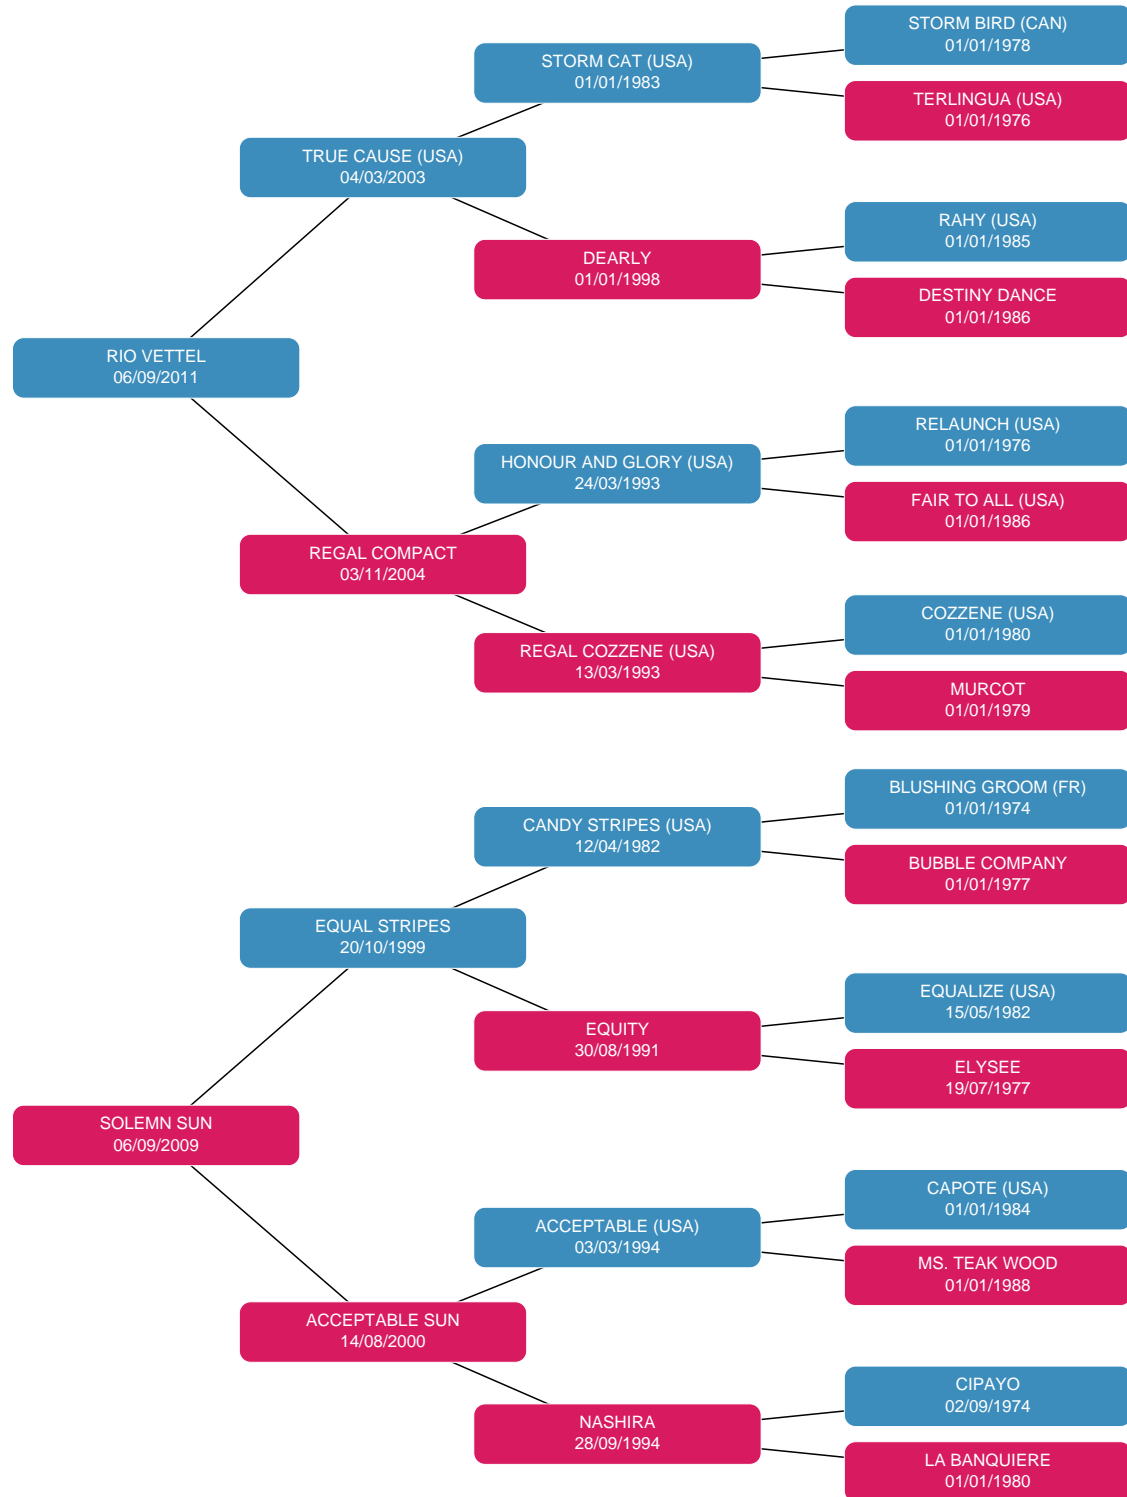 STORM BIRD (CAN)
01/01/1978
STORM CAT (USA)
01/01/1983
TERLINGUA (USA)
01/01/1976
TRUE CAUSE (USA)
04/03/2003
RAHY (USA)
01/01/1985
DEARLY
01/01/1998
DESTINY DANCE
01/01/1986
RIO VETTEL
06/09/2011
RELAUNCH (USA)
01/01/1976
HONOUR AND GLORY (USA)
24/03/1993
FAIR TO ALL (USA)
01/01/1986
REGAL COMPACT
03/11/2004
COZZENE (USA)
01/01/1980
REGAL COZZENE (USA)
13/03/1993
MURCOT
01/01/1979
BLUSHING GROOM (FR)
01/01/1974
CANDY STRIPES (USA)
12/04/1982
BUBBLE COMPANY
01/01/1977
EQUAL STRIPES
20/10/1999
EQUALIZE (USA)
15/05/1982
EQUITY
30/08/1991
ELYSEE
19/07/1977
SOLEMN SUN
06/09/2009
CAPOTE (USA)
01/01/1984
ACCEPTABLE (USA)
03/03/1994
MS. TEAK WOOD
01/01/1988
ACCEPTABLE SUN
14/08/2000
CIPAYO
02/09/1974
NASHIRA
28/09/1994
LA BANQUIERE
01/01/1980